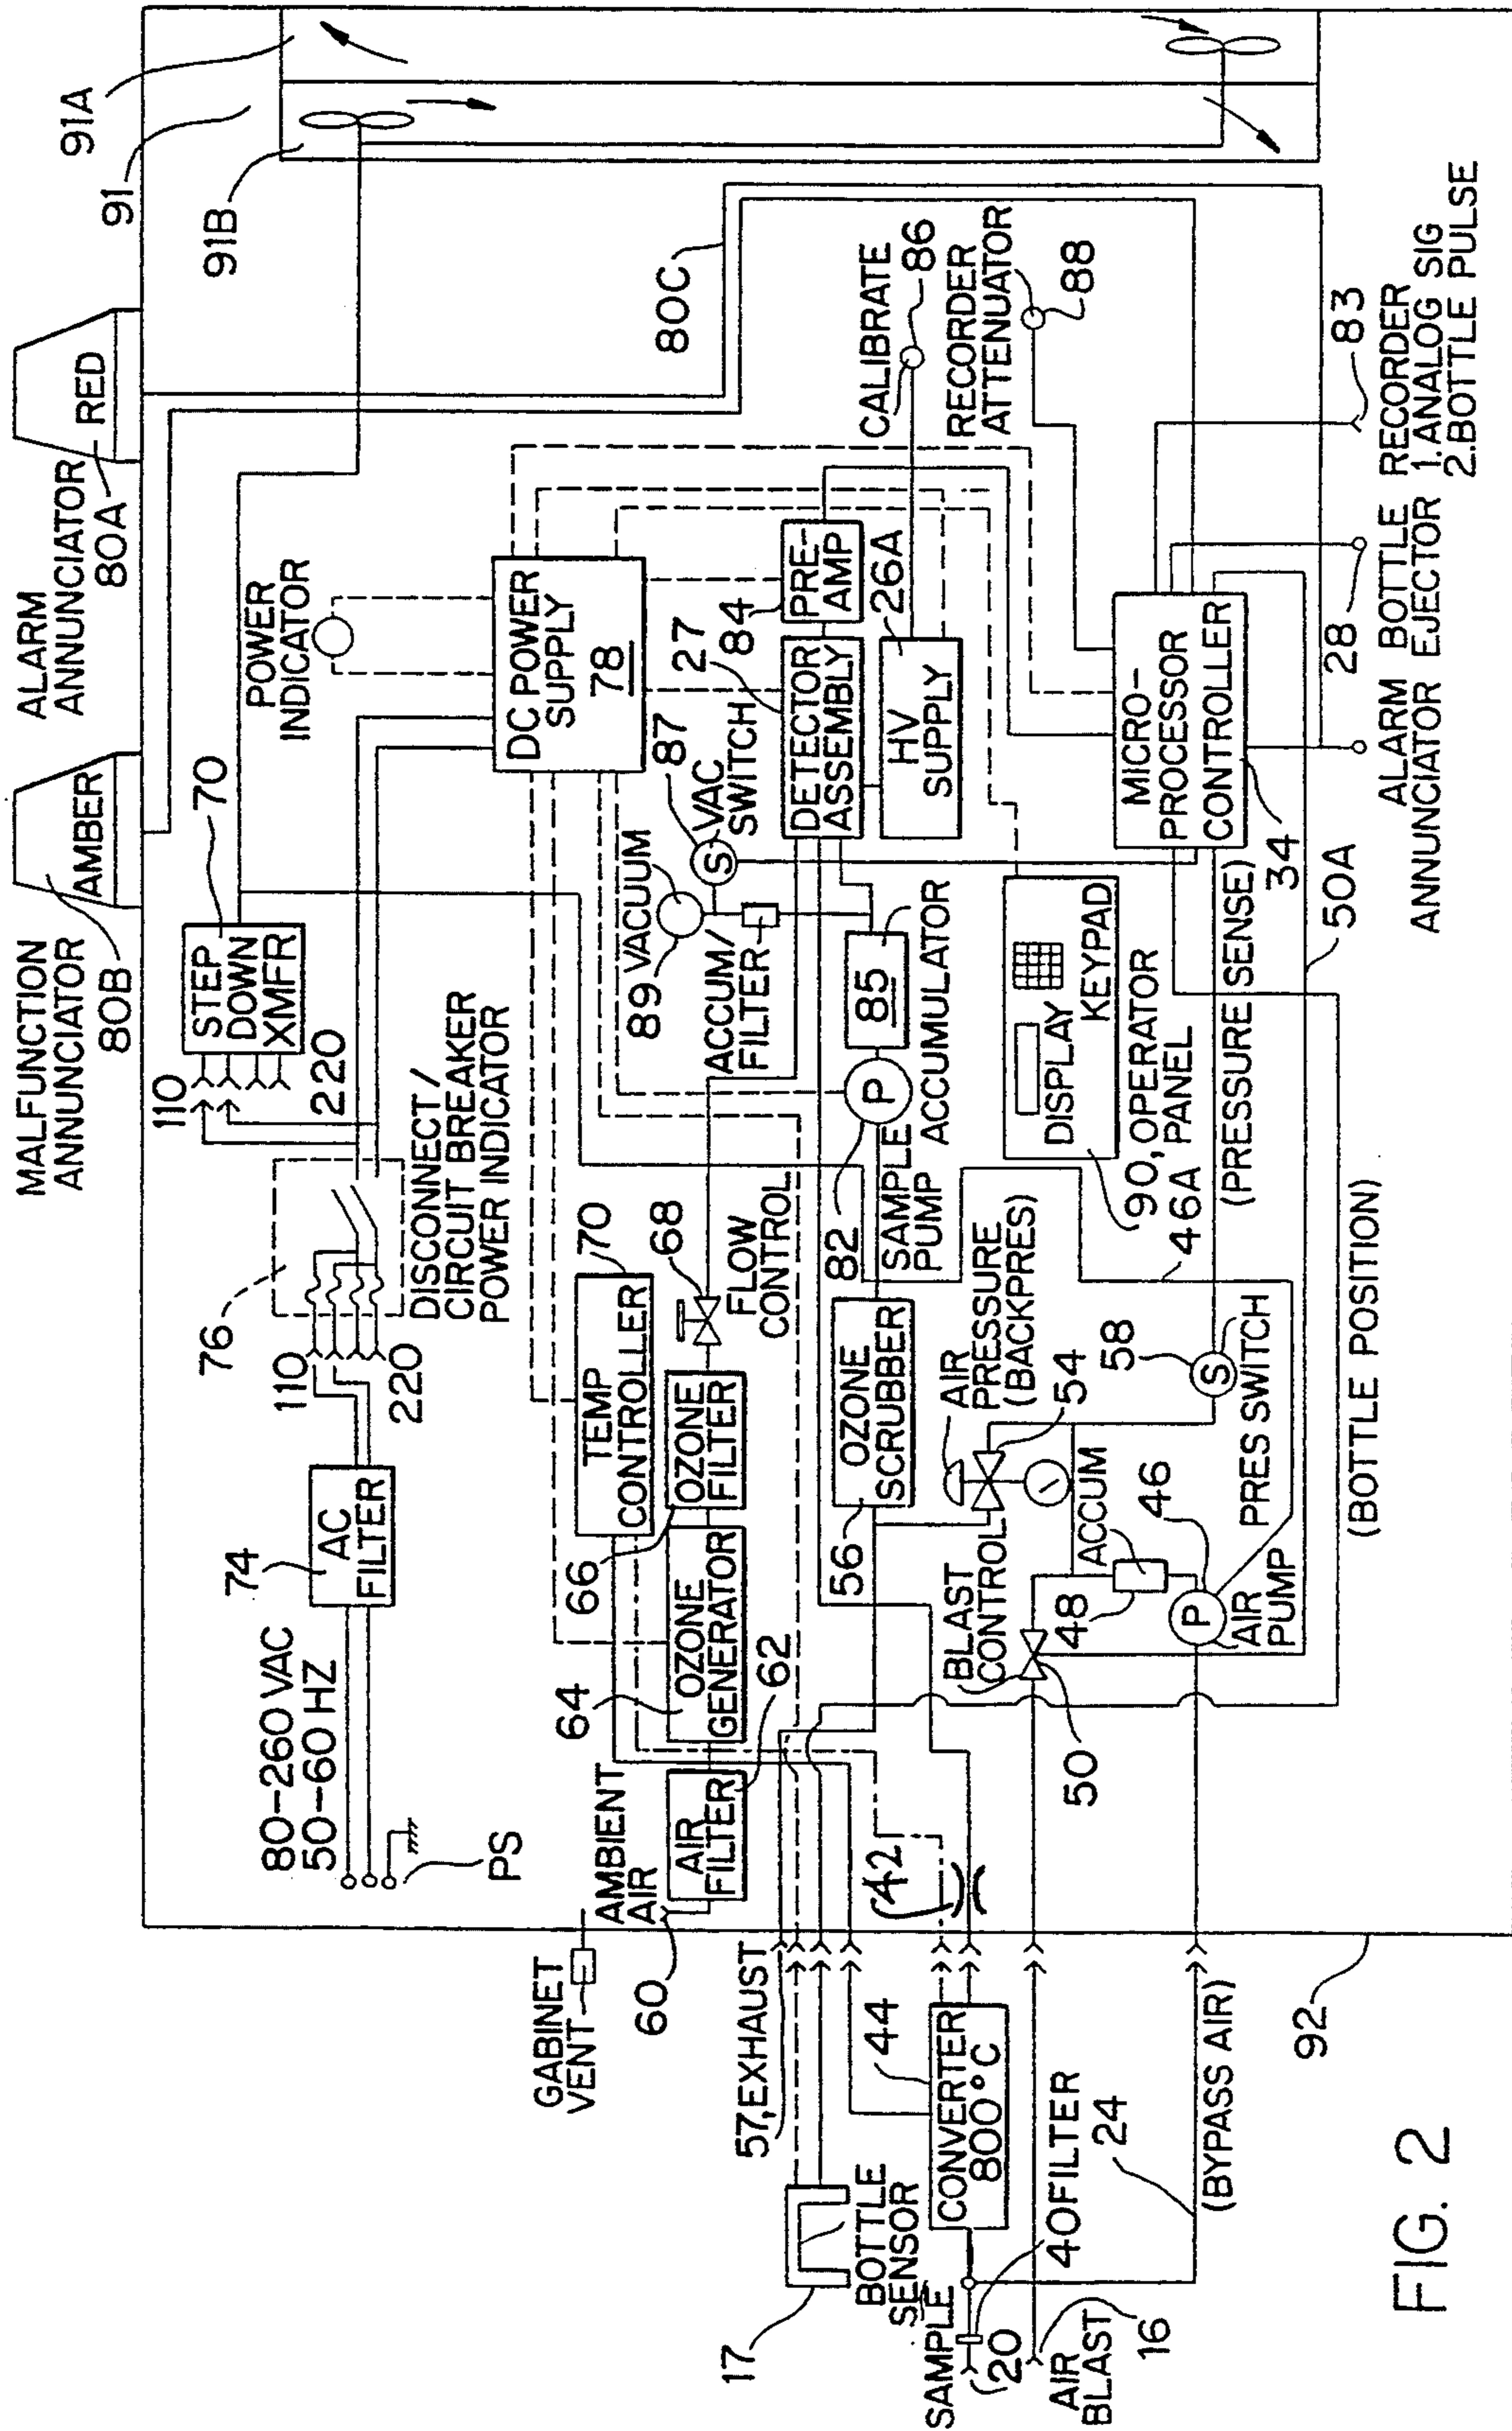 MALFUNCTION
ANNUNCIATOR
80B
AMBER
ALARM
ANNUNCIATOR
80A
RED
91A
91
91B
110
220
STEP
DOWN
XMFR
70
POWER
INDICATOR
80C
80-260 VAC
50-60 HZ
PS
74
AC
FILTER
110
220
76
DISCONNECT/
CIRCUIT BREAKER
POWER INDICATOR
DC POWER
SUPPLY
78
GABINET
VENT
AMBIENT
AIR
60
AIR
FILTER
62
64
OZONE
GENERATOR
66
OZONE
FILTER
TEMP
CONTROLLER
70
68
FLOW
CONTROL
89
VACUUM
87
VAC
SWITCH
S
ACCUM/
FILTER
27
DETECTOR
ASSEMBLY
84
PRE-
AMP
26A
HV
SUPPLY
CALIBRATE
86
RECORDER
ATTENUATOR
88
57,EXHAUST
56
OZONE
SCRUBBER
82
P
SAMPLE
PUMP
85
ACCUMULATOR
17
BOTTLE
SENSOR
44
CONVERTER
800°C
42
SAMPLE
20
40FILTER
AIR
BLAST
16
24
(BYPASS AIR)
BLAST
CONTROL
50
AIR
PRESSURE
(BACKPRES)
54
ACCUM
48
46
P
AIR
PUMP
58
S
PRES SWITCH
46A
DISPLAY
KEYPAD
90,OPERATOR
PANEL
(PRESSURE SENSE)
MICRO-
PROCESSOR
CONTROLLER
34
50A
(BOTTLE POSITION)
28
83
ALARM
ANNUNCIATOR
BOTTLE
EJECTOR
RECORDER
1.ANALOG SIG
2.BOTTLE PULSE
92
FIG. 2